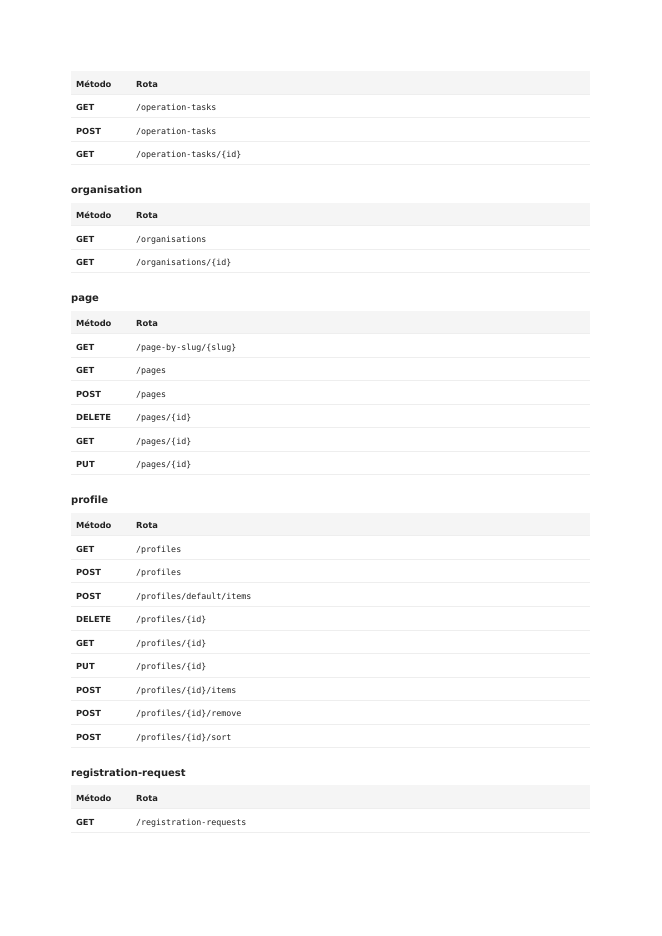 Método Rota
GET /operation-tasks
POST /operation-tasks
GET /operation-tasks/{id}
organisation
Método Rota
GET /organisations
GET /organisations/{id}
page
Método Rota
GET /page-by-slug/{slug}
GET /pages
POST /pages
DELETE /pages/{id}
GET /pages/{id}
PUT /pages/{id}
profile
Método Rota
GET /profiles
POST /profiles
POST /profiles/default/items
DELETE /profiles/{id}
GET /profiles/{id}
PUT /profiles/{id}
POST /profiles/{id}/items
POST /profiles/{id}/remove
POST /profiles/{id}/sort
registration-request
Método Rota
GET /registration-requests